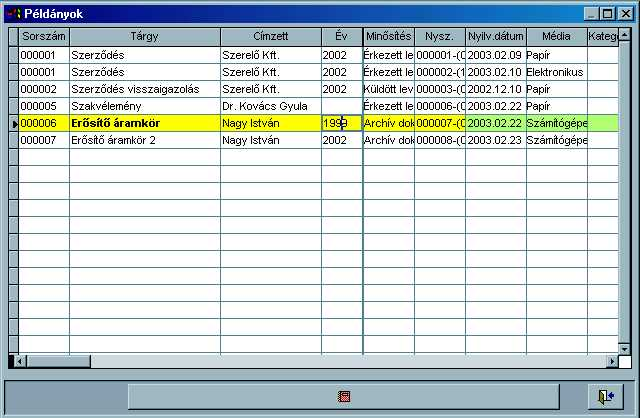 Példányok
Sorszám Tárgy Címzett Év Minősítés Nysz. Nyilv.dátum Média Kateg
000001 Szerződés Szerelő Kft. 2002 Érkezett le 000001-(0 2003.02.09 Papír
000001 Szerződés Szerelő Kft. 2002 Érkezett le 000002-(1 2003.02.10 Elektronikus
000002 Szerződés visszaigazolás Szerelő Kft. 2002 Küldött lev 000003-(0 2002.12.10 Papír
000005 Szakvélemény Dr. Kovács Gyula Érkezett le 000006-(0 2003.02.22 Papír
000006 Erősítő áramkör Nagy István 1999 Archív dok 000007-(0 2003.02.22 Számítógépe
000007 Erősítő áramkör 2 Nagy István 2002 Archív dok 000008-(0 2003.02.23 Számítógépe